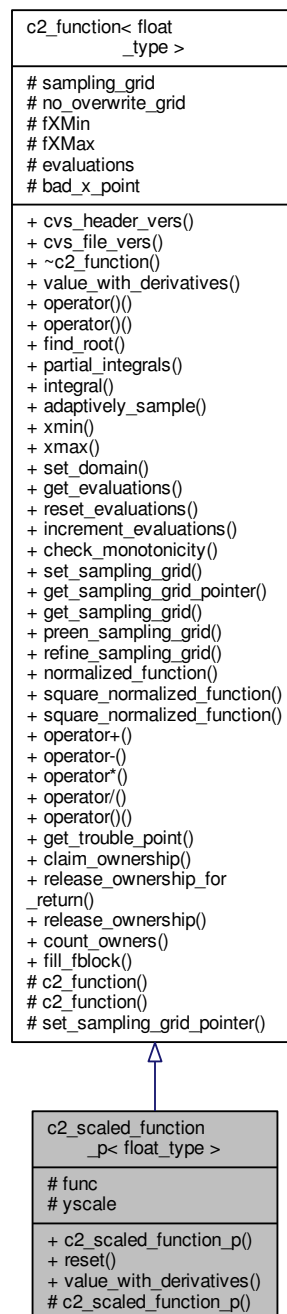 c2_function< float
_type >
# sampling_grid
# no_overwrite_grid
# fXMin
# fXMax
# evaluations
# bad_x_point
+ cvs_header_vers()
+ cvs_file_vers()
+ ~c2_function()
+ value_with_derivatives()
+ operator()()
+ operator()()
+ find_root()
+ partial_integrals()
+ integral()
+ adaptively_sample()
+ xmin()
+ xmax()
+ set_domain()
+ get_evaluations()
+ reset_evaluations()
+ increment_evaluations()
+ check_monotonicity()
+ set_sampling_grid()
+ get_sampling_grid_pointer()
+ get_sampling_grid()
+ preen_sampling_grid()
+ refine_sampling_grid()
+ normalized_function()
+ square_normalized_function()
+ square_normalized_function()
+ operator+()
+ operator-()
+ operator*()
+ operator/()
+ operator()()
+ get_trouble_point()
+ claim_ownership()
+ release_ownership_for
_return()
+ release_ownership()
+ count_owners()
+ fill_fblock()
# c2_function()
# c2_function()
# set_sampling_grid_pointer()
c2_scaled_function
_p< float_type >
# func
# yscale
+ c2_scaled_function_p()
+ reset()
+ value_with_derivatives()
# c2_scaled_function_p()